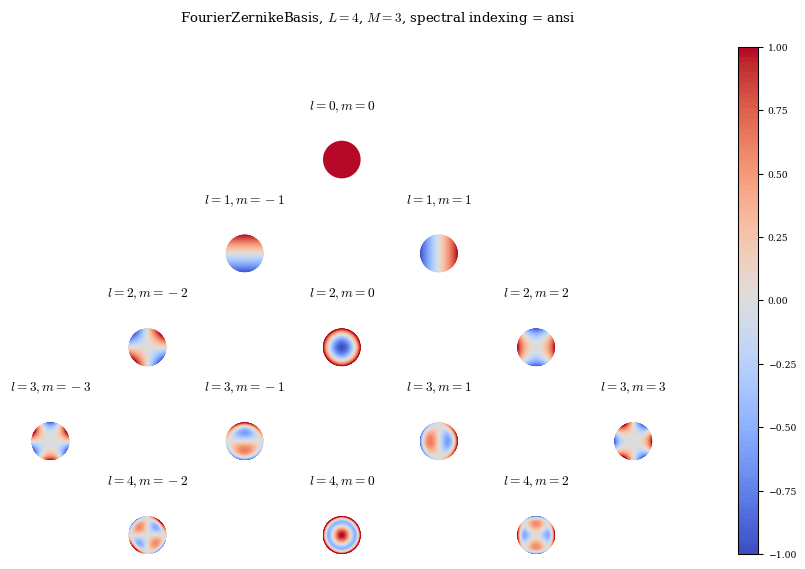 FourierZernikeBasis, L = 4, M = 3, spectral indexing = ansi
l = 0, m = 0
l = 1, m = −1 l = 1, m = 1
l = 2, m = −2 l = 2, m = 0 l = 2, m = 2
l = 3, m = −3 l = 3, m = −1 l = 3, m = 1 l = 3, m = 3
l = 4, m = −2 l = 4, m = 0 l = 4, m = 2
1.00
0.75
0.50
0.25
0.00
−0.25
−0.50
−0.75
−1.00